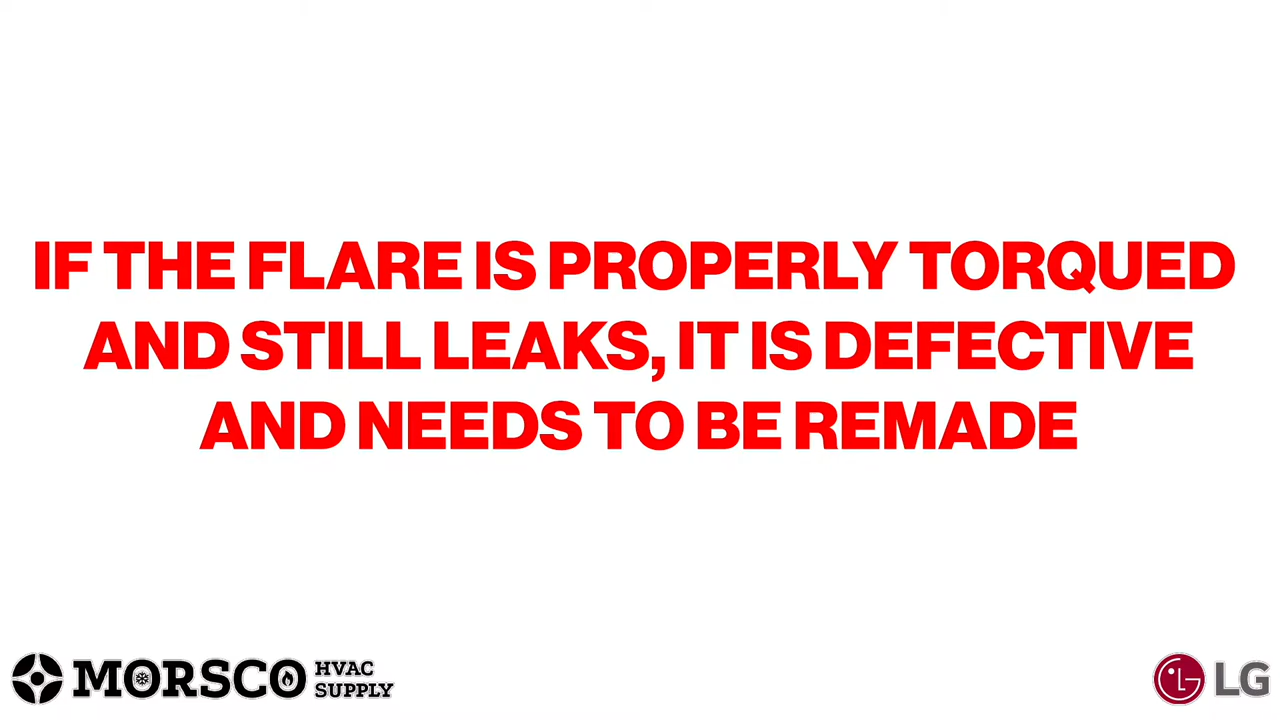 IF THE FLARE IS PROPERLY TORQUED
AND STILL LEAKS, IT IS DEFECTIVE
AND NEEDS TO BE REMADE
MORSCO HVAC SUPPLY
LG